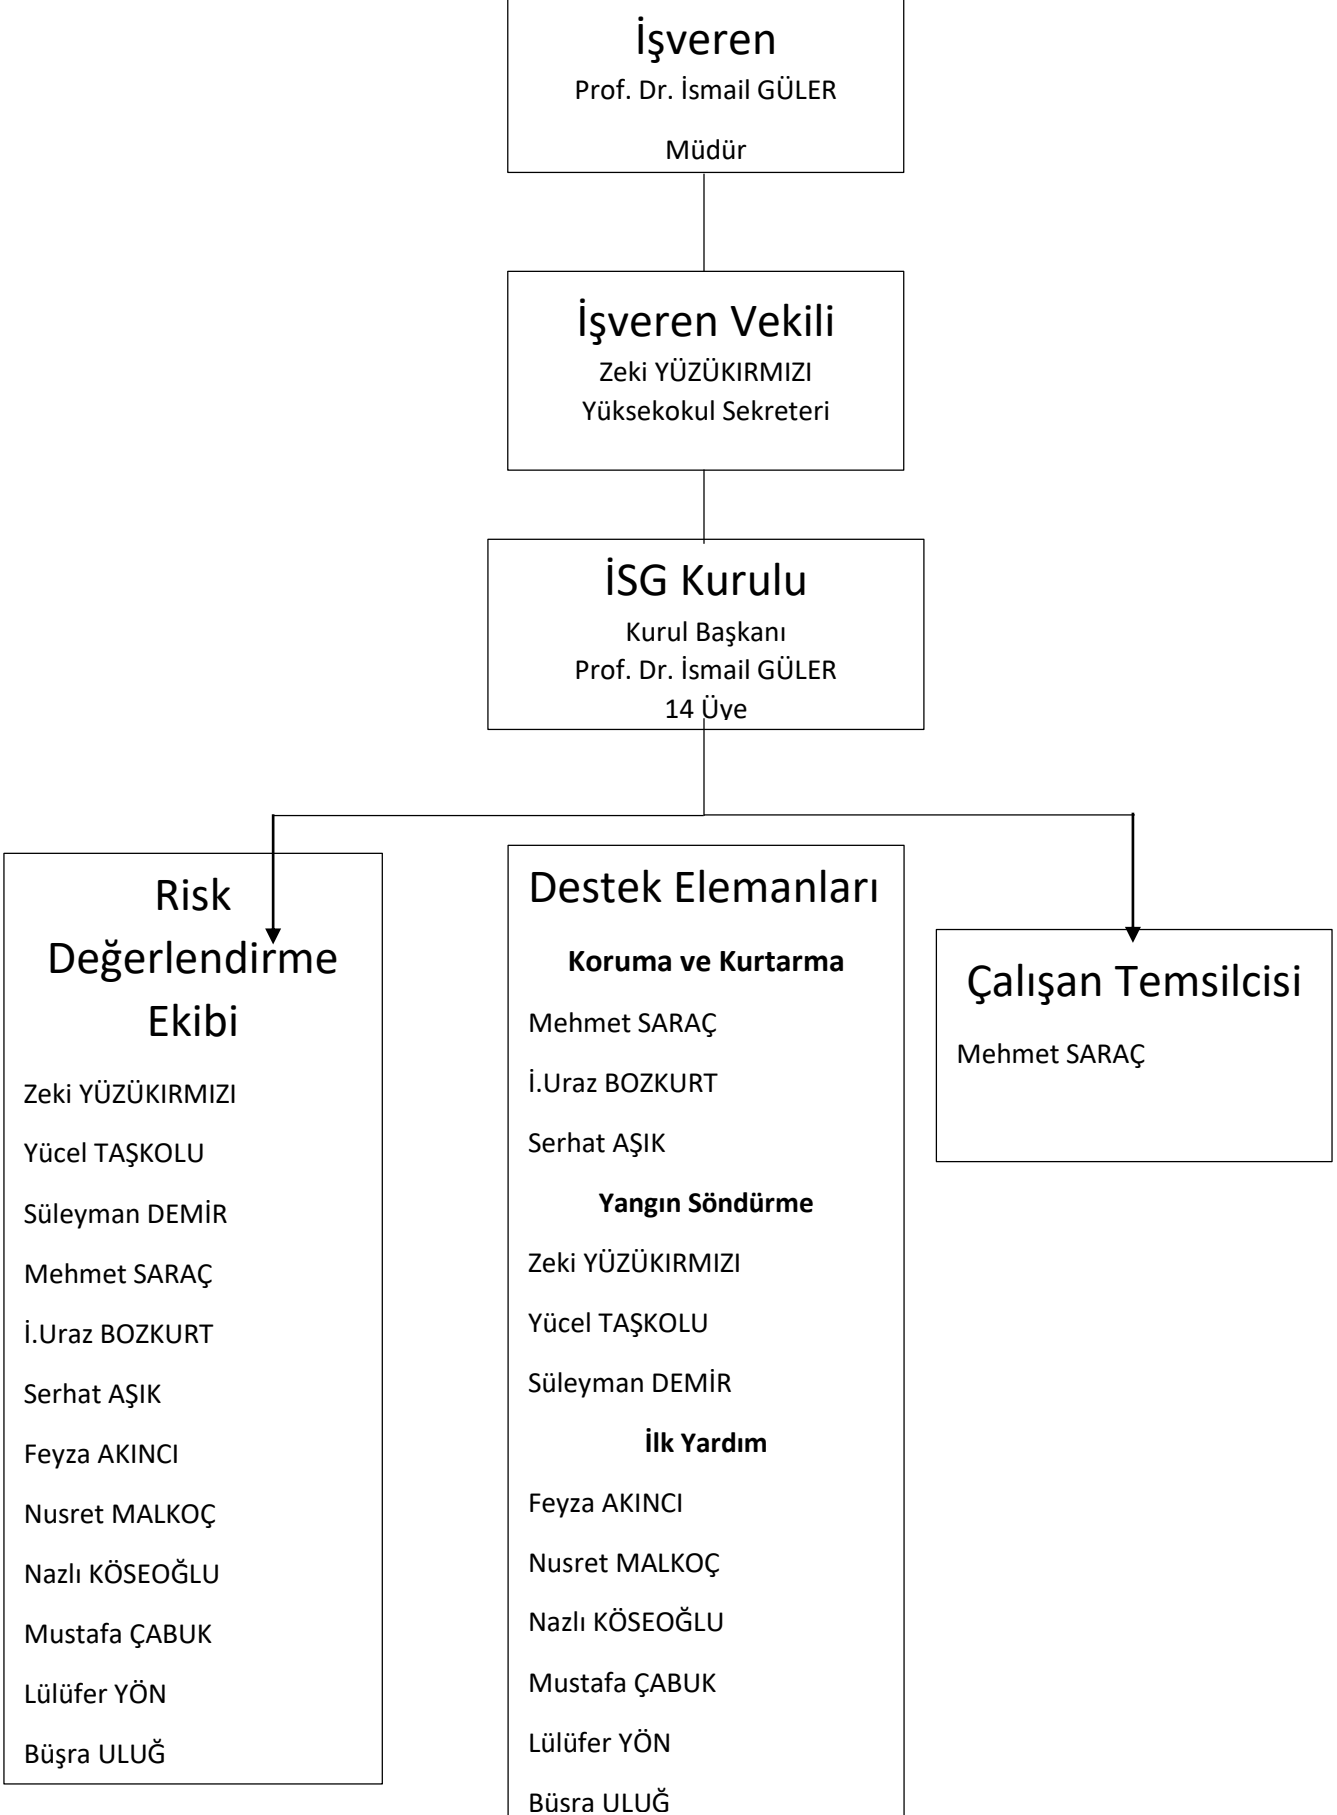 İşveren
Prof. Dr. İsmail GÜLER
Müdür
İşveren Vekili
Zeki YÜZÜKIRMIZI
Yüksekokul Sekreteri
İSG Kurulu
Kurul Başkanı
Prof. Dr. İsmail GÜLER
14 Üye
Risk
Değerlendirme
Ekibi
Zeki YÜZÜKIRMIZI
Yücel TAŞKOLU
Süleyman DEMİR
Mehmet SARAÇ
İ.Uraz BOZKURT
Serhat AŞIK
Feyza AKINCI
Nusret MALKOÇ
Nazlı KÖSEOĞLU
Mustafa ÇABUK
Lülüfer YÖN
Büşra ULUĞ
Destek Elemanları
Koruma ve Kurtarma
Mehmet SARAÇ
İ.Uraz BOZKURT
Serhat AŞIK
Yangın Söndürme
Zeki YÜZÜKIRMIZI
Yücel TAŞKOLU
Süleyman DEMİR
İlk Yardım
Feyza AKINCI
Nusret MALKOÇ
Nazlı KÖSEOĞLU
Mustafa ÇABUK
Lülüfer YÖN
Büşra ULUĞ
Çalışan Temsilcisi
Mehmet SARAÇ